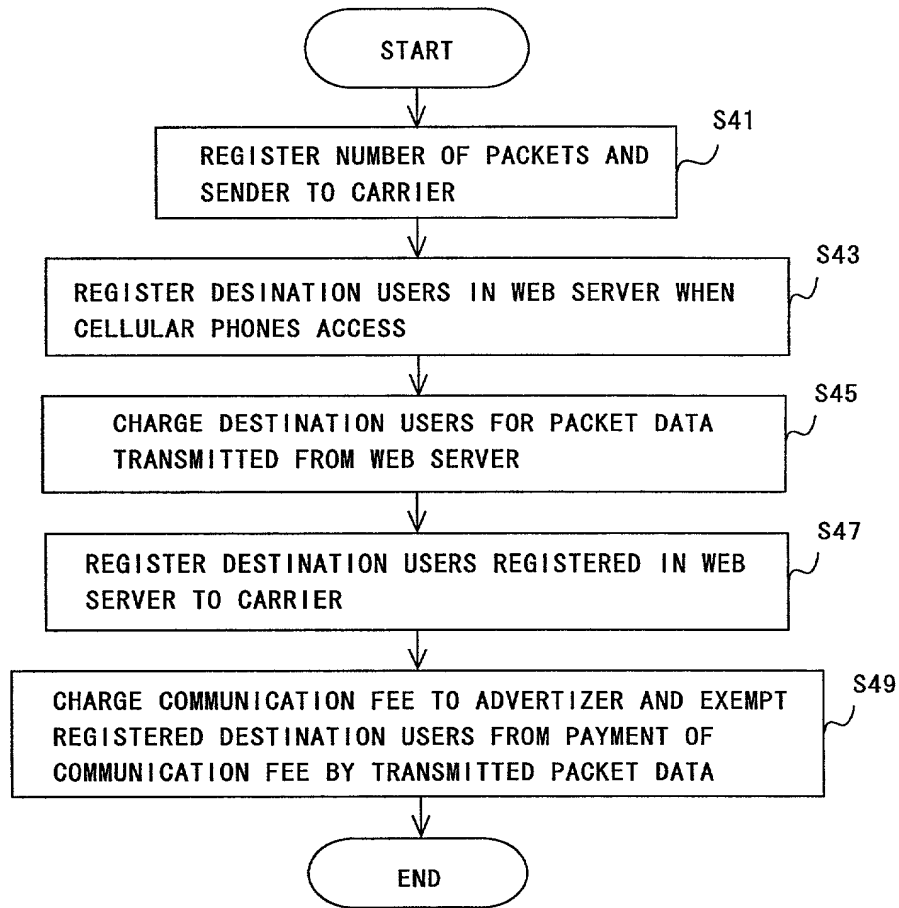 START
S41
REGISTER NUMBER OF PACKETS AND
SENDER TO CARRIER
S43
REGISTER DESINATION USERS IN WEB SERVER WHEN
CELLULAR PHONES ACCESS
S45
CHARGE DESTINATION USERS FOR PACKET DATA
TRANSMITTED FROM WEB SERVER
S47
REGISTER DESTINATION USERS REGISTERED IN WEB
SERVER TO CARRIER
S49
CHARGE COMMUNICATION FEE TO ADVERTIZER AND EXEMPT
REGISTERED DESTINATION USERS FROM PAYMENT OF
COMMUNICATION FEE BY TRANSMITTED PACKET DATA
END